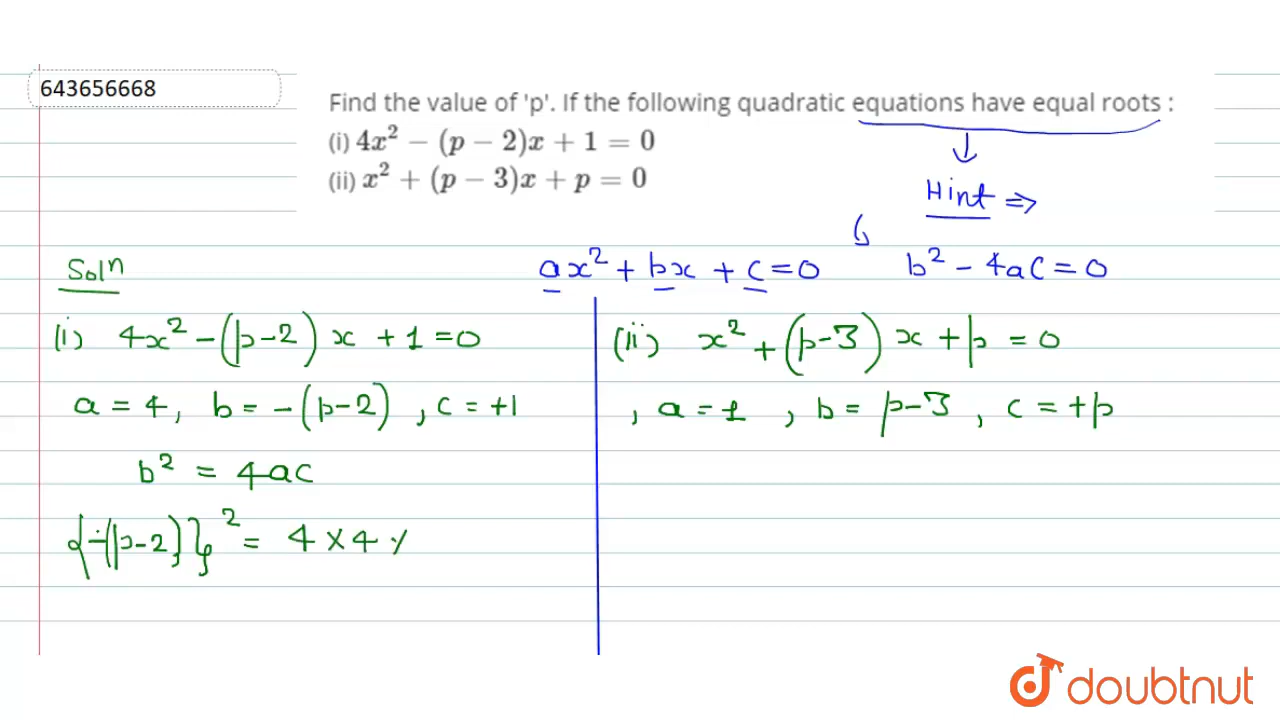 643656668
Find the value of 'p'. If the following quadratic equations have equal roots :
(i) 4x² − (p − 2)x + 1 = 0
(ii) x² + (p − 3)x + p = 0
Hint ⇒
ax² + bx + c = 0
b² - 4ac = 0
Solⁿ
(i) 4x² - (p-2) x + 1 = 0
a = 4, b = -(p-2), c = +1
b² = 4ac
{-(p-2)}² = 4 × 4 ×
(ii) x² + (p-3) x + p = 0
, a = 1 , b = p-3 , c = +p
doubtnut